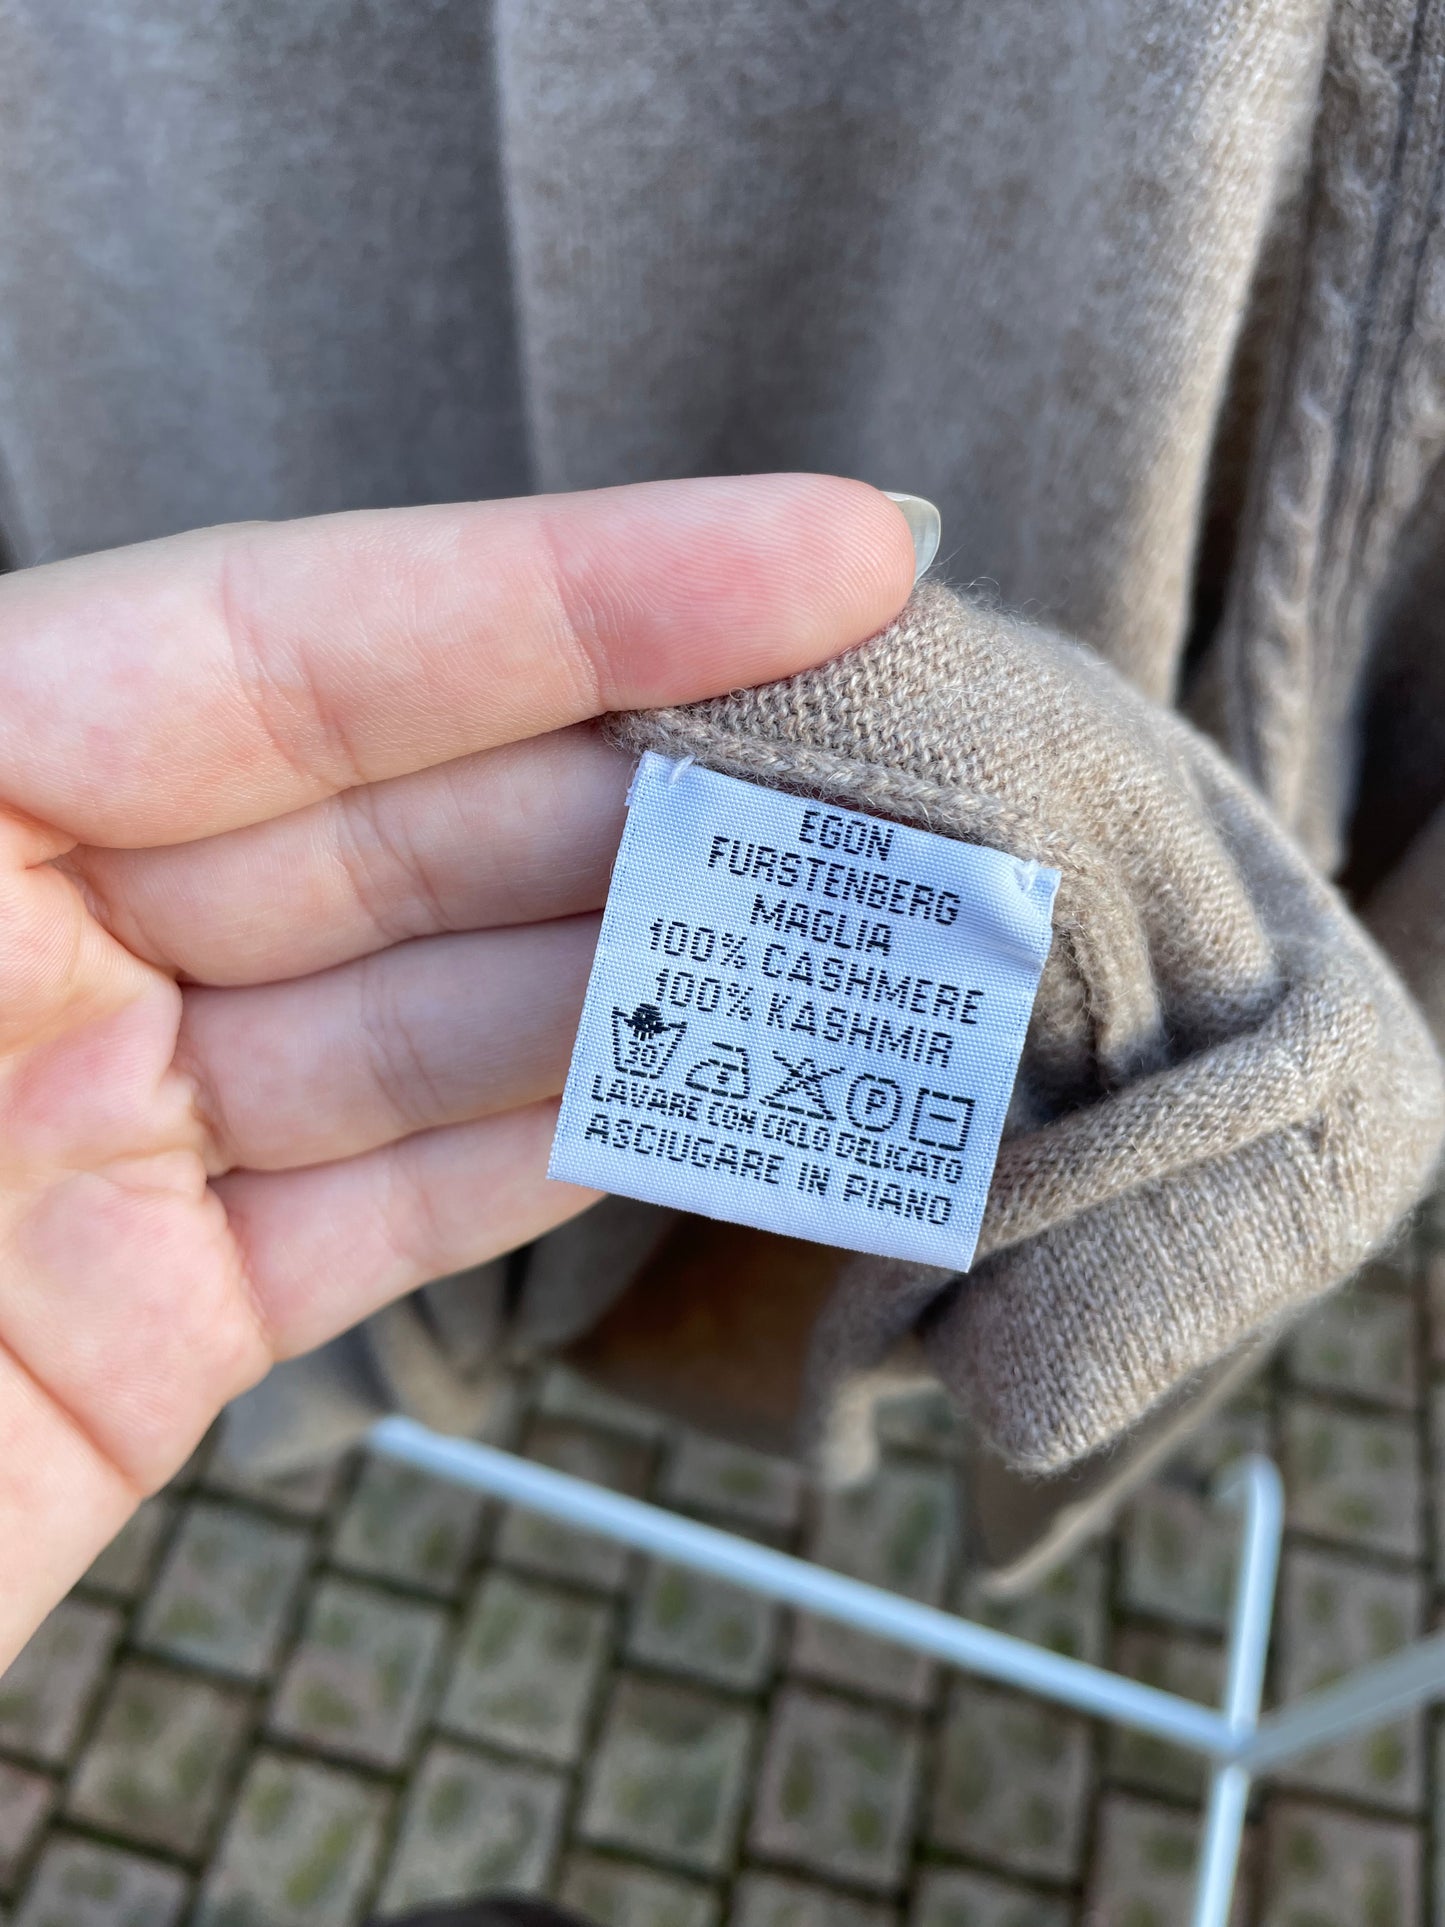 EGON
FURSTENBERG
MAGLIA
100% CASHMERE
100% KASHMIR
30 P
LAVARE CON CICLO DELICATO
ASCIUGARE IN PIANO